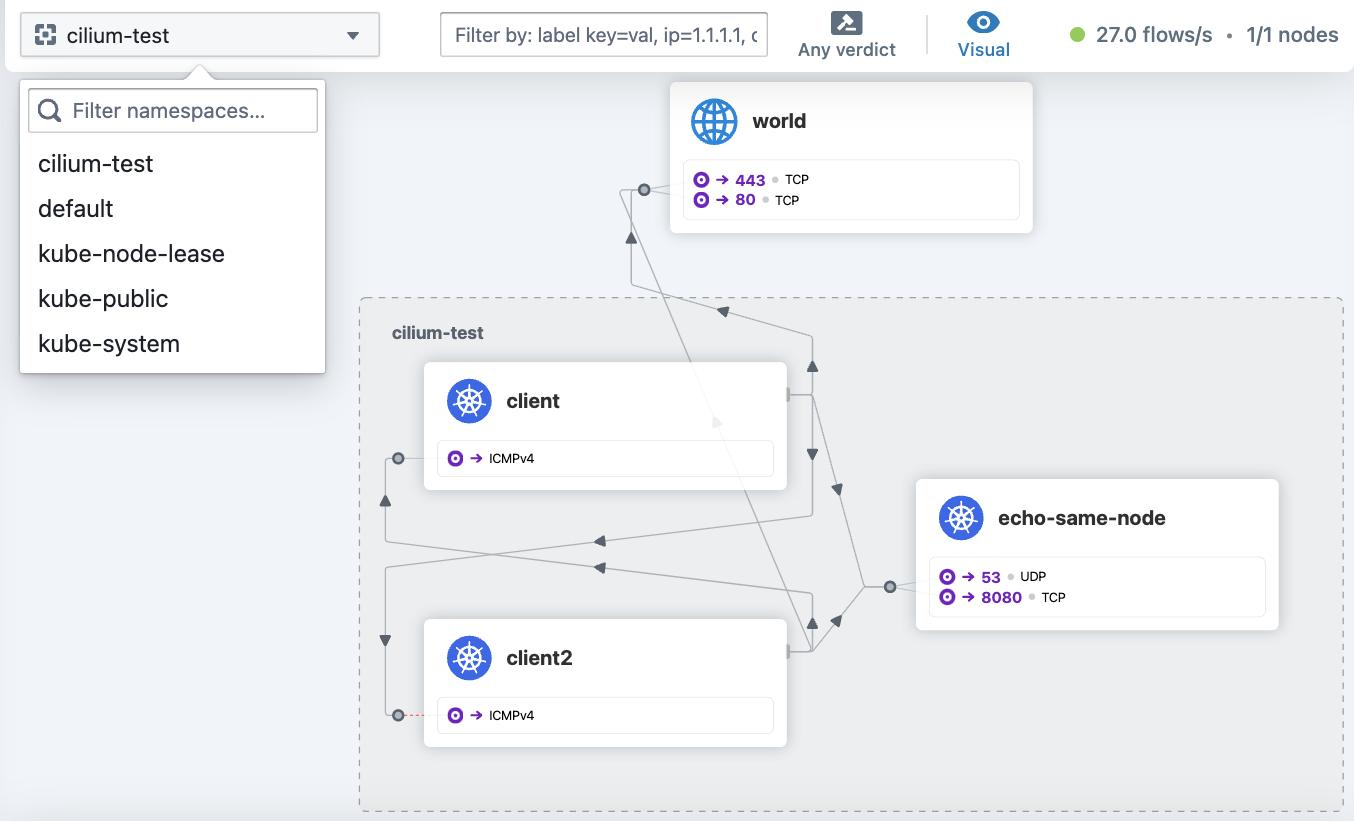 cilium-test
Filter by: label key=val, ip=1.1.1.1, c
Any verdict
Visual
27.0 flows/s • 1/1 nodes
Filter namespaces...
cilium-test
default
kube-node-lease
kube-public
kube-system
world
→ 443 • TCP
→ 80 • TCP
cilium-test
client
→ ICMPv4
echo-same-node
→ 53 • UDP
→ 8080 • TCP
client2
→ ICMPv4